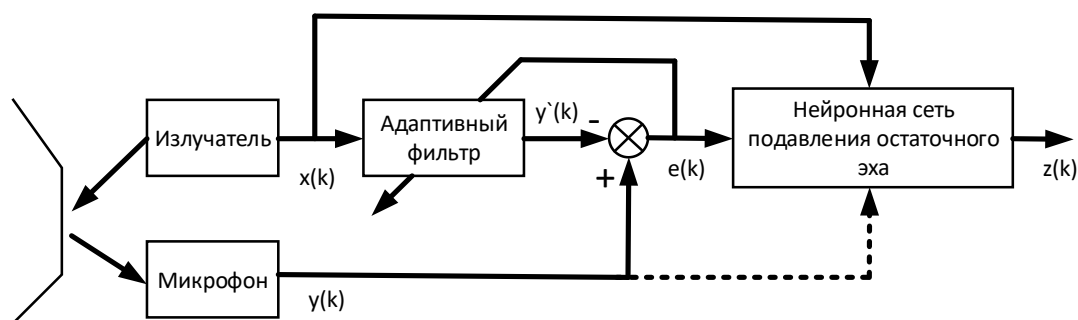 Излучатель
x(k)
Адаптивный
фильтр
y`(k)
-
+
e(k)
Нейронная сеть
подавления остаточного
эха
z(k)
Микрофон
y(k)